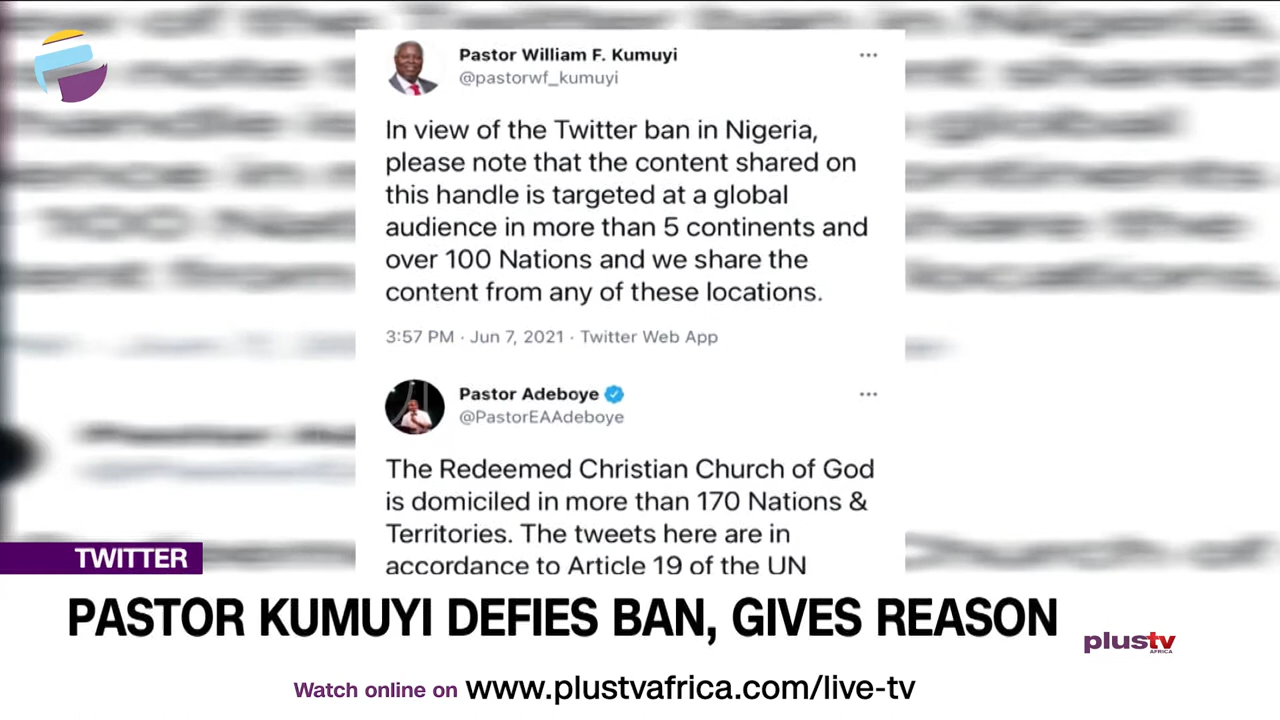 Pastor William F. Kumuyi
@pastorwf_kumuyi
In view of the Twitter ban in Nigeria,
please note that the content shared on
this handle is targeted at a global
audience in more than 5 continents and
over 100 Nations and we share the
content from any of these locations.
3:57 PM · Jun 7, 2021 · Twitter Web App
Pastor Adeboye
@PastorEAAdeboye
The Redeemed Christian Church of God
is domiciled in more than 170 Nations &
Territories. The tweets here are in
accordance to Article 19 of the UN
TWITTER
PASTOR KUMUYI DEFIES BAN, GIVES REASON
plustv
AFRICA
Watch online on www.plustvafrica.com/live-tv